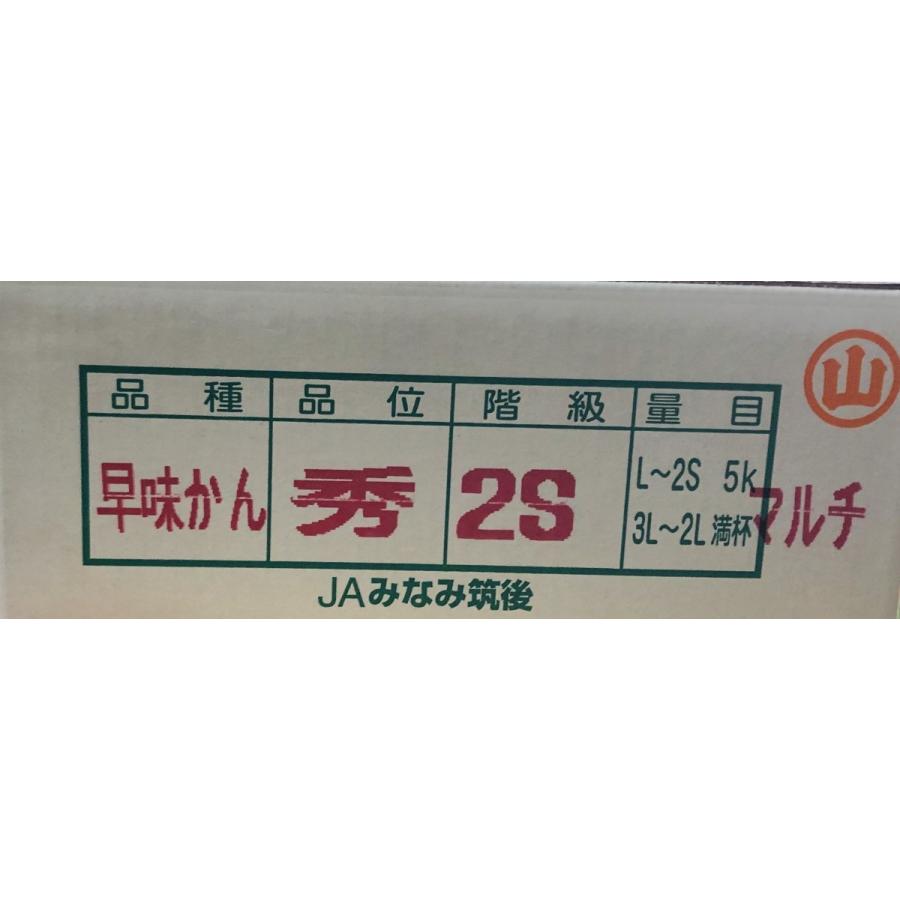 山
品種 品位 階級 量目
早味かん 秀 2S L～2S 5k
3L～2L 満杯 マルチ
JAみなみ筑後